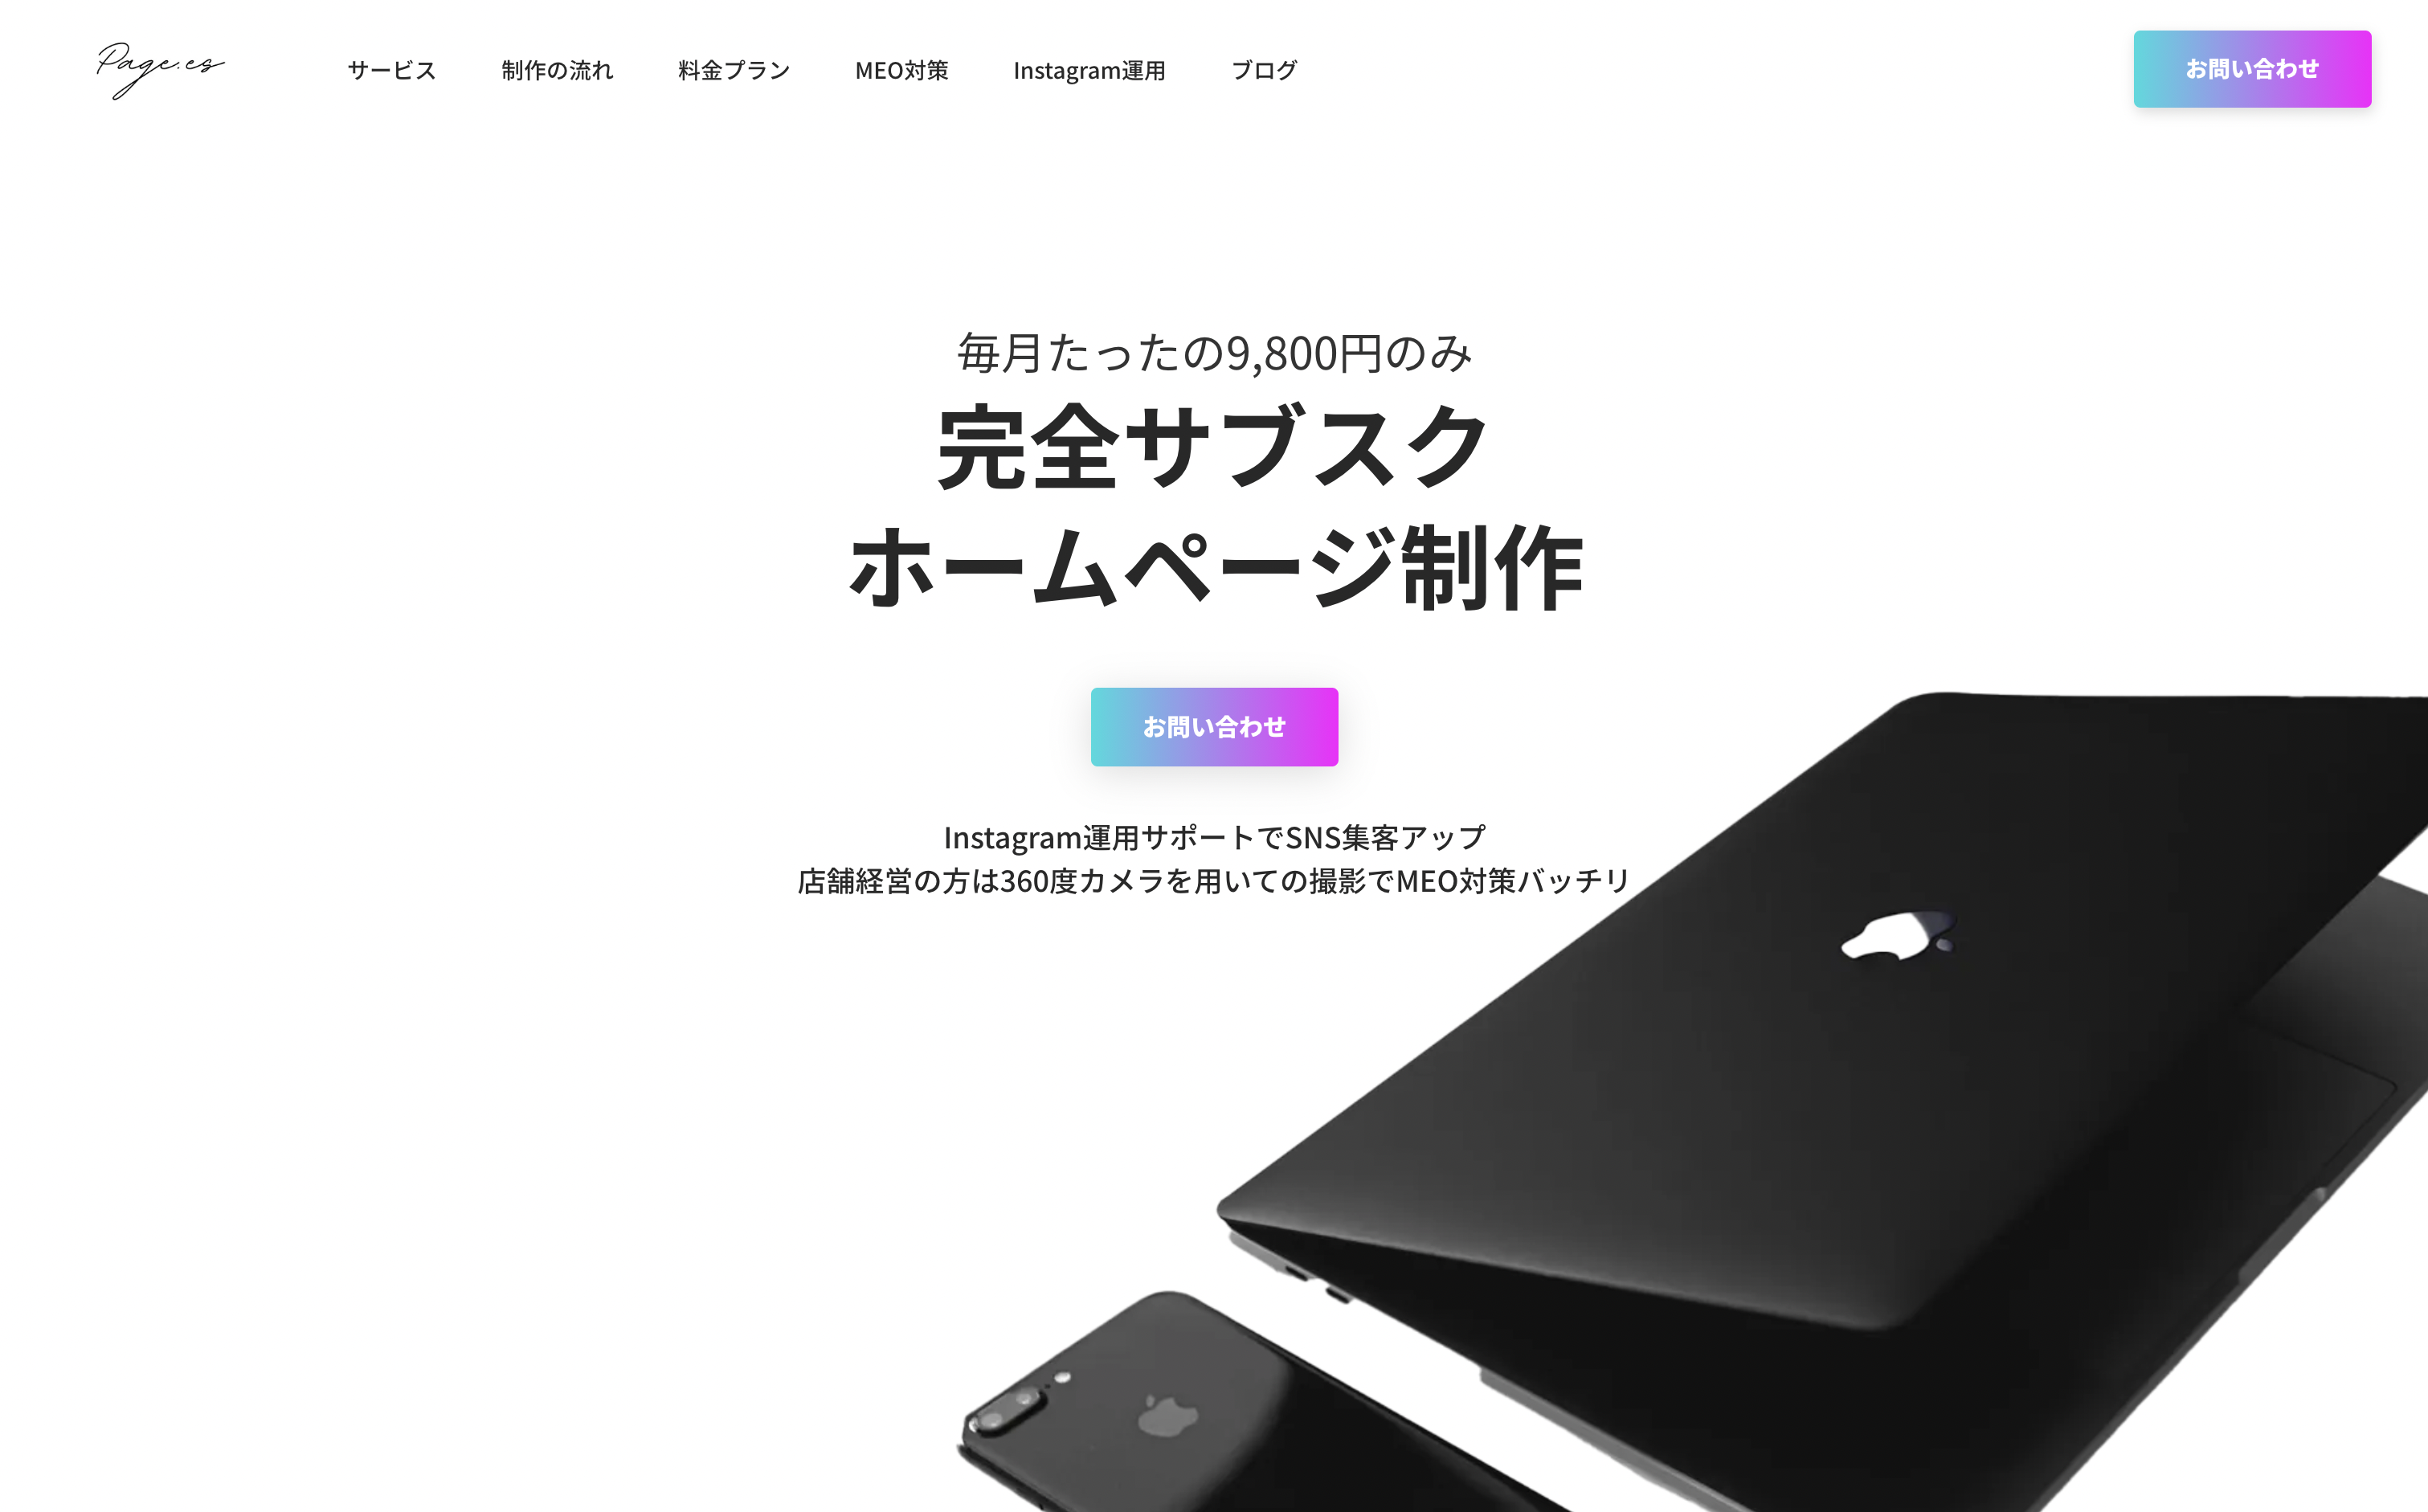 Page.es
サービス
制作の流れ
料金プラン
MEO対策
Instagram運用
ブログ
お問い合わせ
毎月たったの9,800円のみ
完全サブスク
ホームページ制作
お問い合わせ
Instagram運用サポートでSNS集客アップ
店舗経営の方は360度カメラを用いての撮影でMEO対策バッチリ